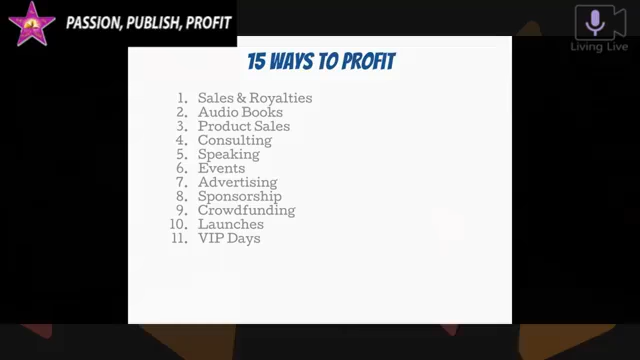 PASSION, PUBLISH, PROFIT
Living Live
15 WAYS TO PROFIT
1. Sales & Royalties
2. Audio Books
3. Product Sales
4. Consulting
5. Speaking
6. Events
7. Advertising
8. Sponsorship
9. Crowdfunding
10. Launches
11. VIP Days